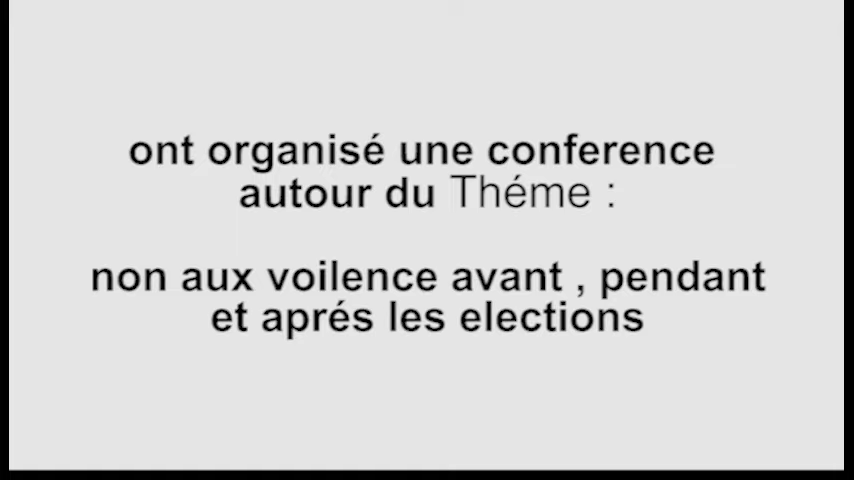 ont organisé une conference
autour du Théme :
non aux voilence avant , pendant
et aprés les elections